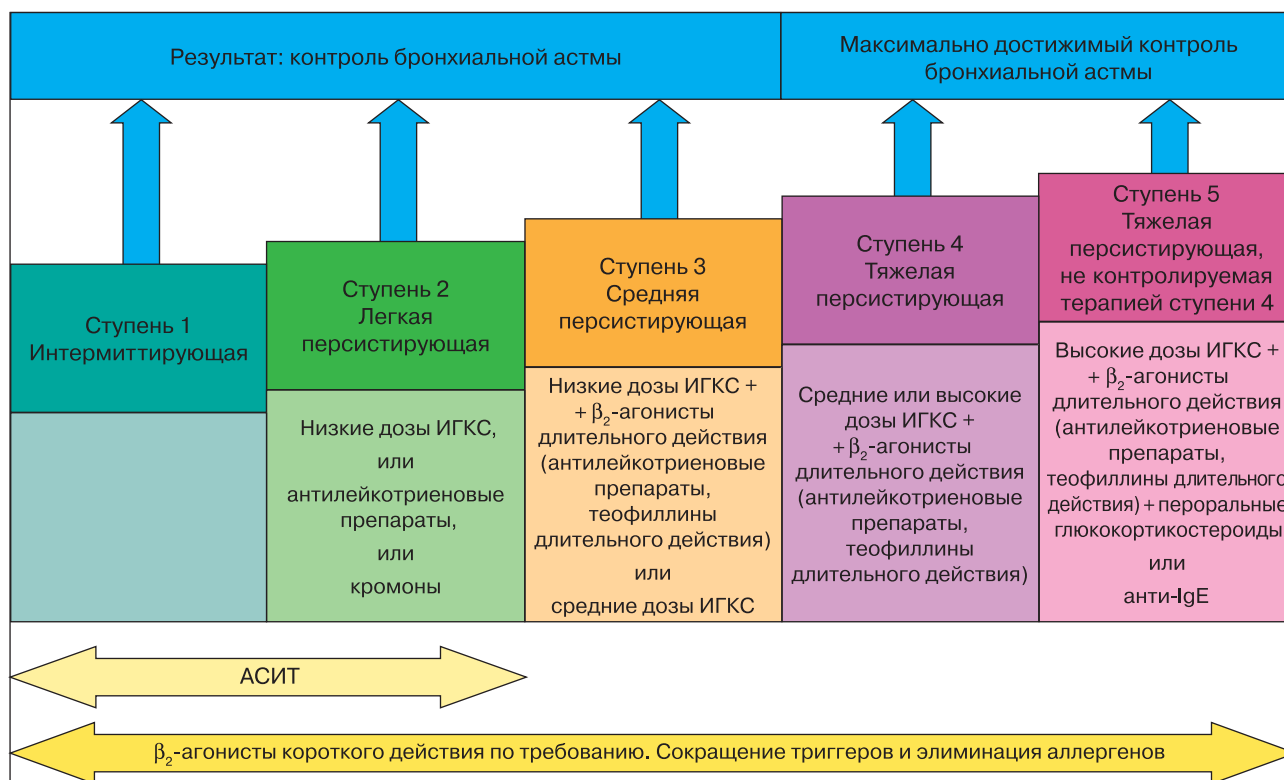 Результат: контроль бронхиальной астмы
Максимально достижимый контроль
бронхиальной астмы
Ступень 1
Интермиттирующая
Ступень 2
Легкая
персистирующая
Низкие дозы ИГКС,
или
антилейкотриеновые
препараты,
или
кромоны
Ступень 3
Средняя
персистирующая
Низкие дозы ИГКС +
+ β₂-агонисты
длительного действия
(антилейкотриеновые
препараты,
теофиллины
длительного действия)
или
средние дозы ИГКС
Ступень 4
Тяжелая
персистирующая
Средние или высокие
дозы ИГКС +
+ β₂-агонисты
длительного действия
(антилейкотриеновые
препараты,
теофиллины
длительного действия)
Ступень 5
Тяжелая
персистирующая,
не контролируемая
терапией ступени 4
Высокие дозы ИГКС +
+ β₂-агонисты
длительного действия
(антилейкотриеновые
препараты,
теофиллины длительного
действия) + пероральные
глюкокортикостероиды
или
анти-IgE
АСИТ
β₂-агонисты короткого действия по требованию. Сокращение триггеров и элиминация аллергенов